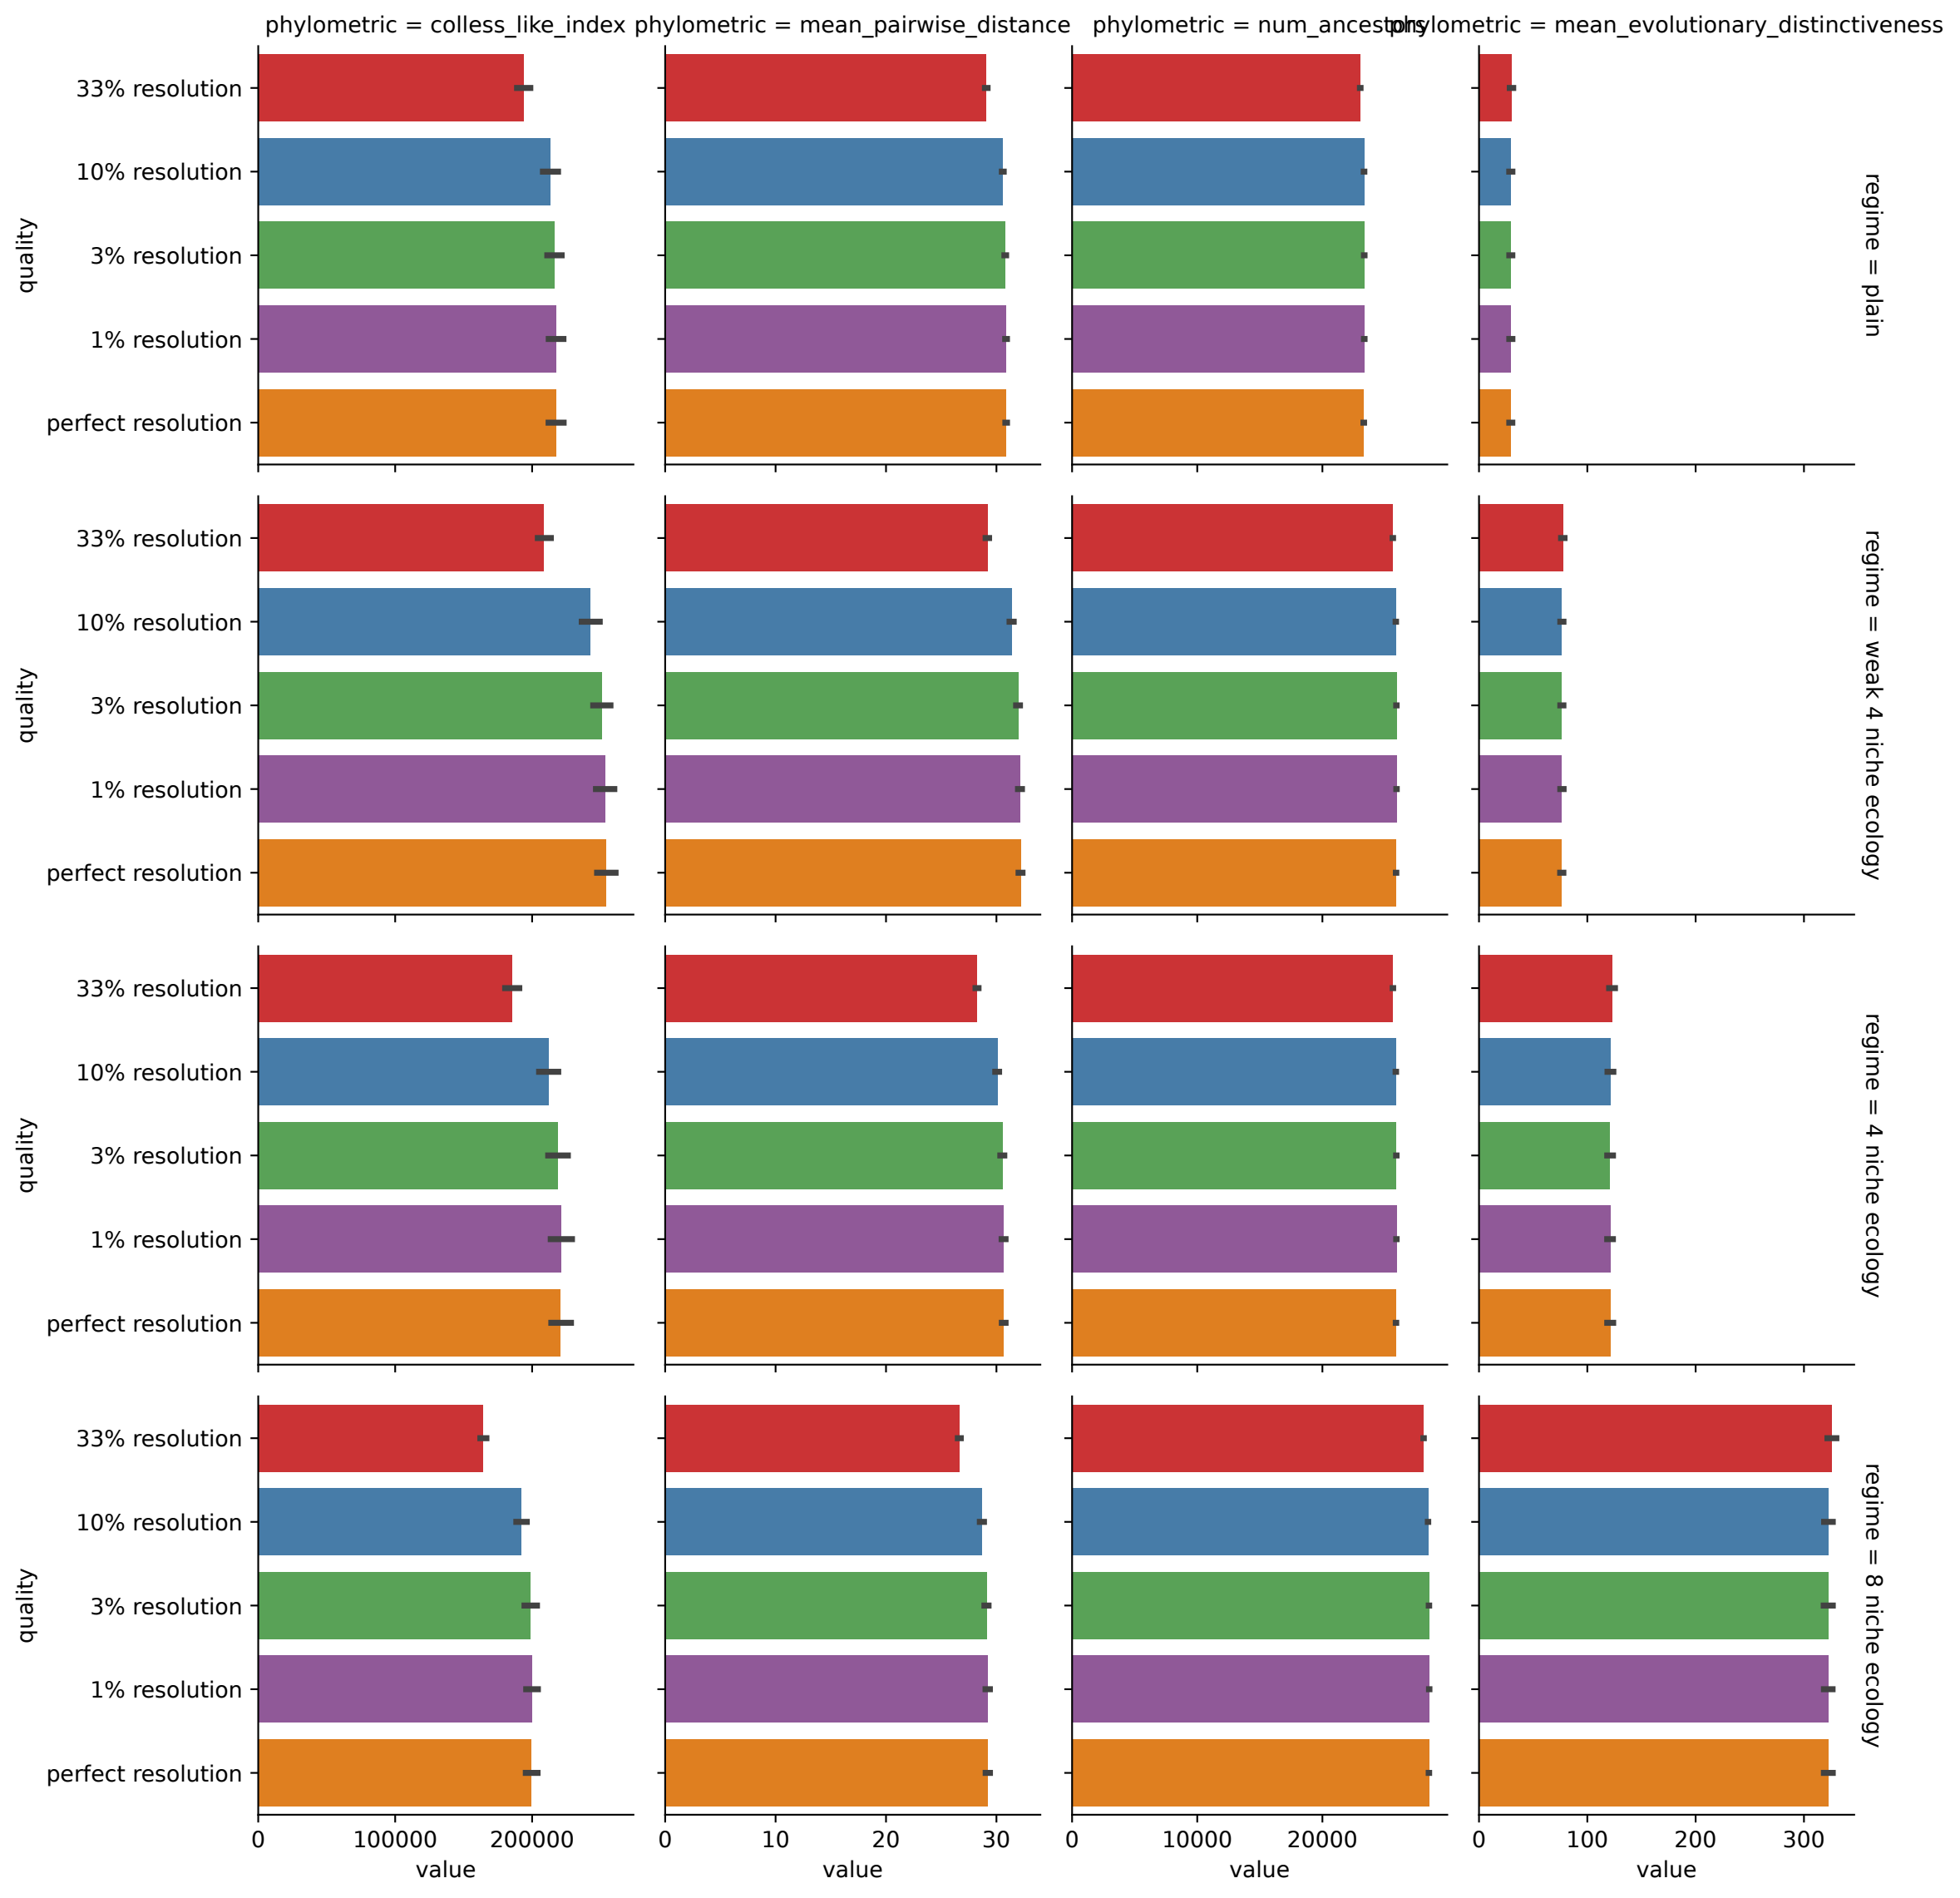 phylometric = colless_like_index
phylometric = mean_pairwise_distance
phylometric = num_ancestors
phylometric = mean_evolutionary_distinctiveness
quality
33% resolution
10% resolution
3% resolution
1% resolution
perfect resolution
regime = plain
quality
33% resolution
10% resolution
3% resolution
1% resolution
perfect resolution
regime = weak 4 niche ecology
quality
33% resolution
10% resolution
3% resolution
1% resolution
perfect resolution
regime = 4 niche ecology
quality
33% resolution
10% resolution
3% resolution
1% resolution
perfect resolution
regime = 8 niche ecology
0 100000 200000
value
0 10 20 30
value
0 10000 20000
value
0 100 200 300
value